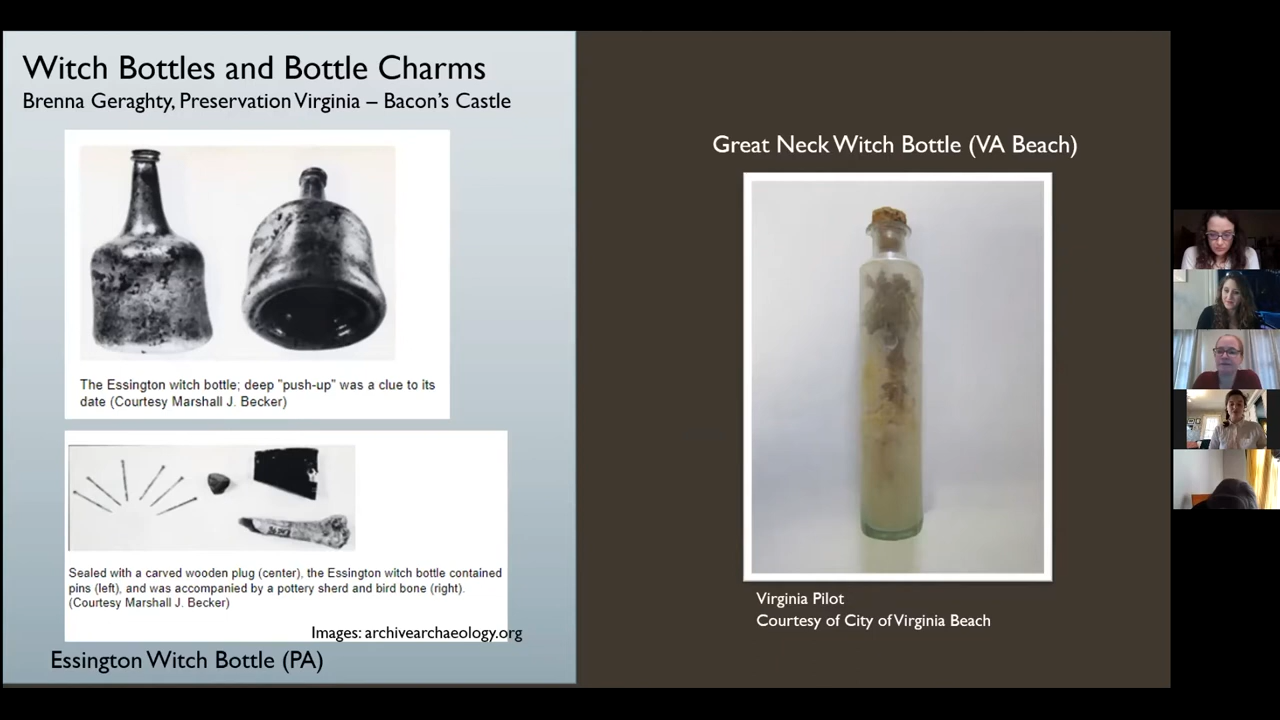 Witch Bottles and Bottle Charms
Brenna Geraghty, Preservation Virginia – Bacon's Castle
The Essington witch bottle; deep "push-up" was a clue to its
date (Courtesy Marshall J. Becker)
Sealed with a carved wooden plug (center), the Essington witch bottle contained
pins (left), and was accompanied by a pottery sherd and bird bone (right).
(Courtesy Marshall J. Becker)
Images: archivearchaeology.org
Essington Witch Bottle (PA)
Great Neck Witch Bottle (VA Beach)
Virginia Pilot
Courtesy of City of Virginia Beach